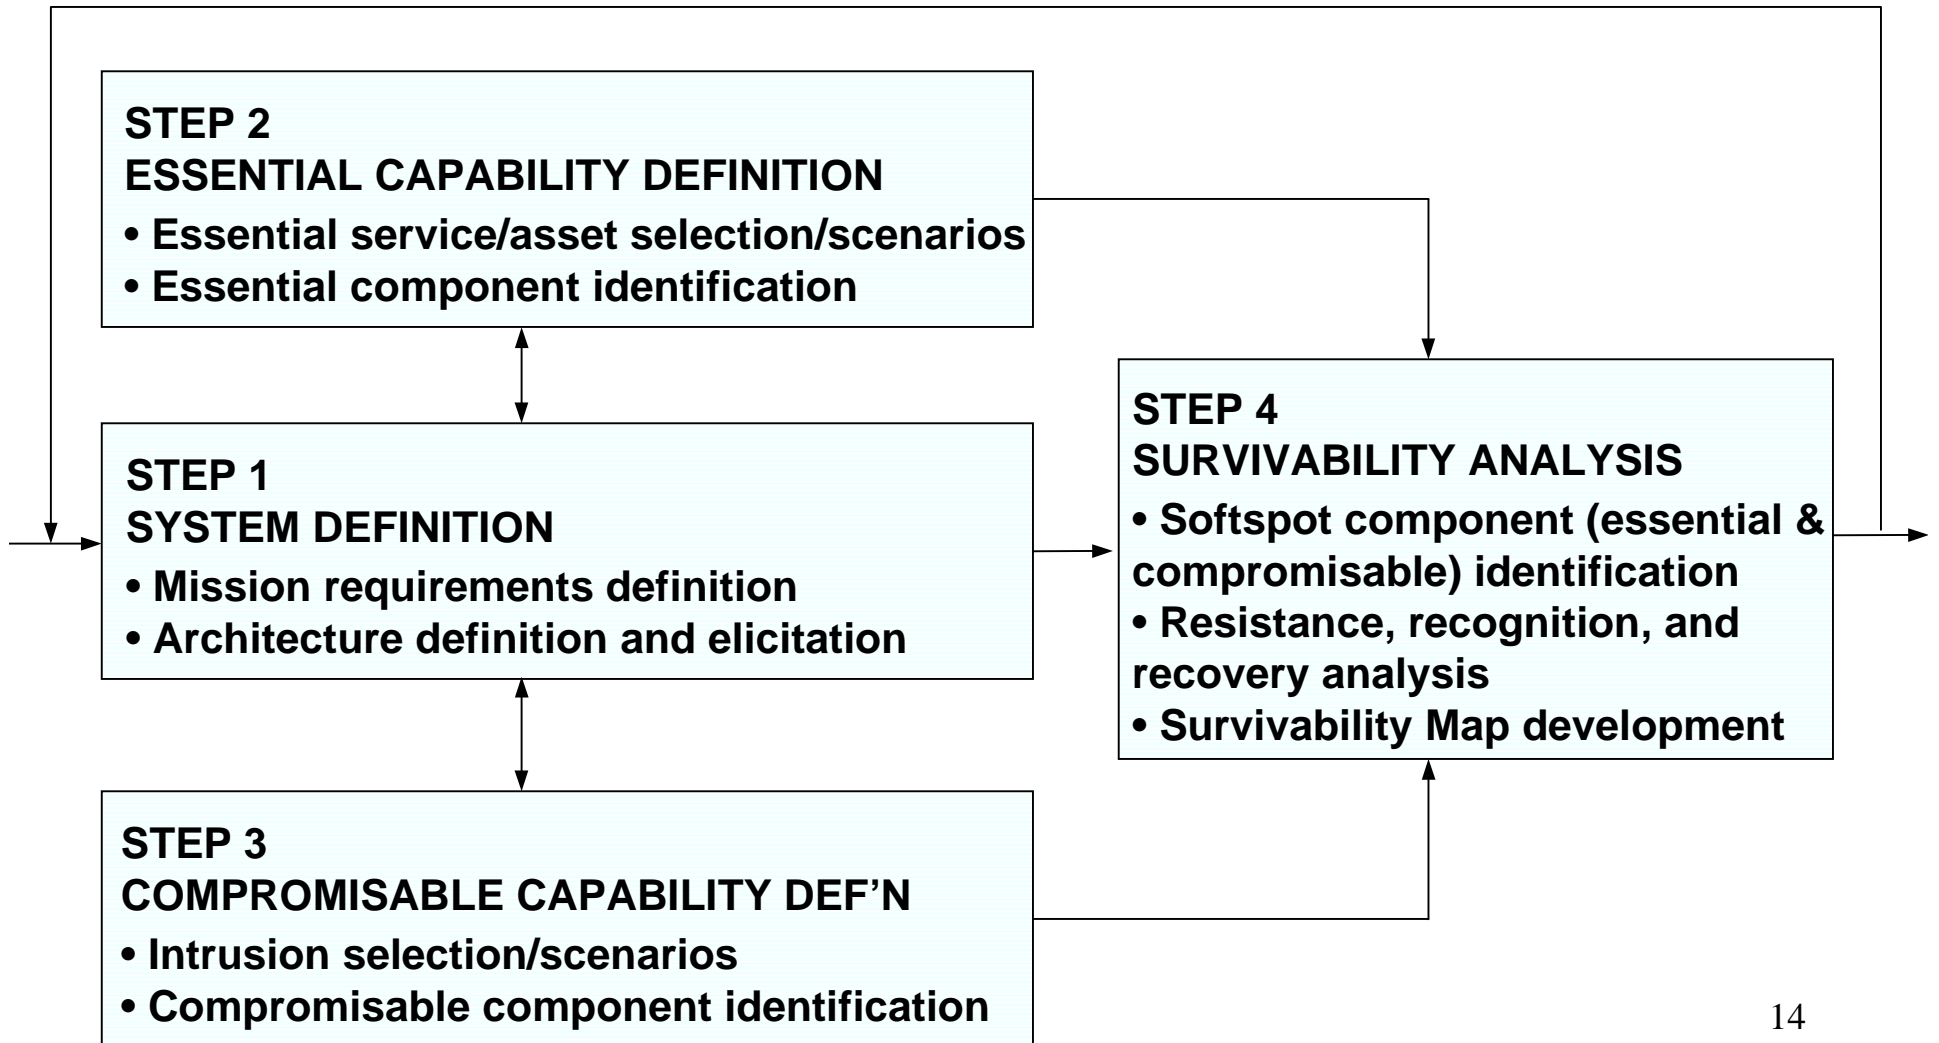 STEP 2
ESSENTIAL CAPABILITY DEFINITION
• Essential service/asset selection/scenarios
• Essential component identification
STEP 1
SYSTEM DEFINITION
• Mission requirements definition
• Architecture definition and elicitation
STEP 3
COMPROMISABLE CAPABILITY DEF’N
• Intrusion selection/scenarios
• Compromisable component identification
STEP 4
SURVIVABILITY ANALYSIS
• Softspot component (essential &
compromisable) identification
• Resistance, recognition, and
recovery analysis
• Survivability Map development
14